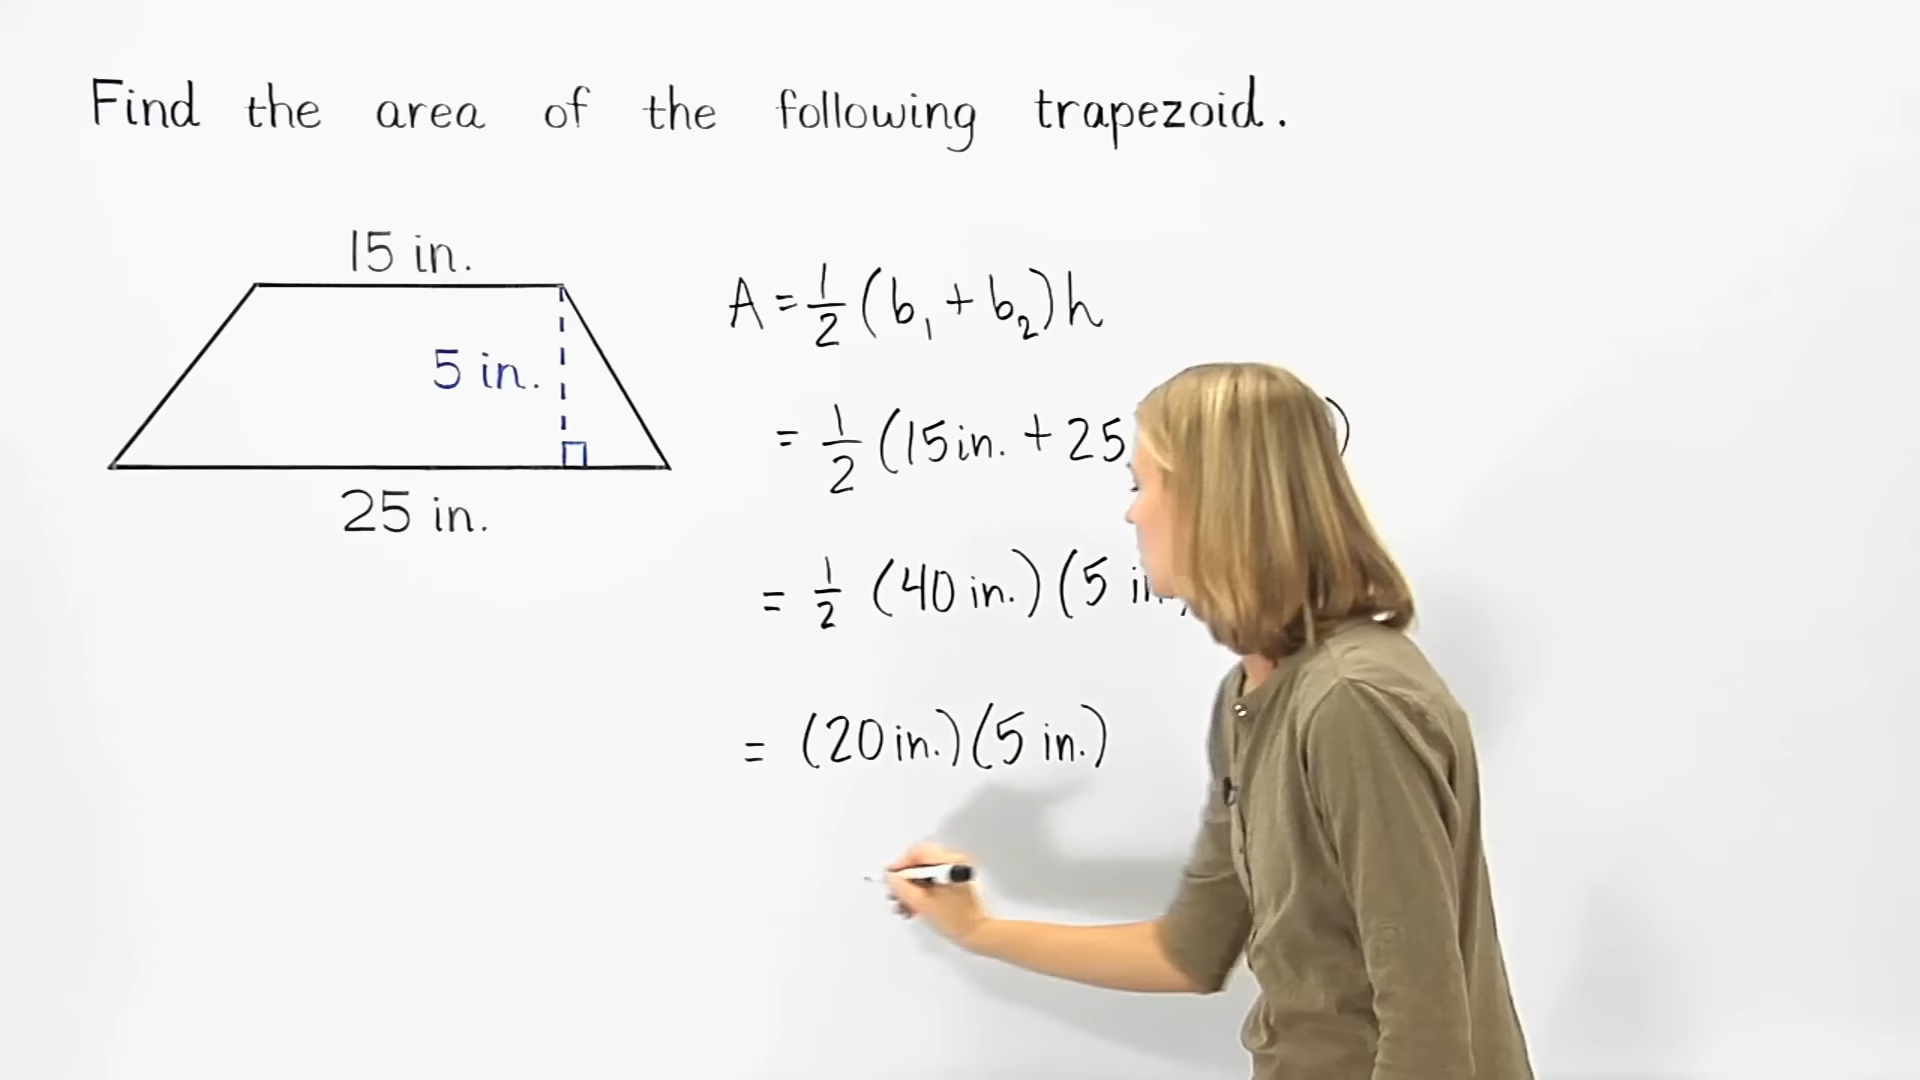 Find the area of the following trapezoid.
15 in.
5 in.
25 in.
A = 1/2 (b₁ + b₂)h
= 1/2 (15 in. + 25 )
= 1/2 (40 in.)(5
= (20 in.)(5 in.)